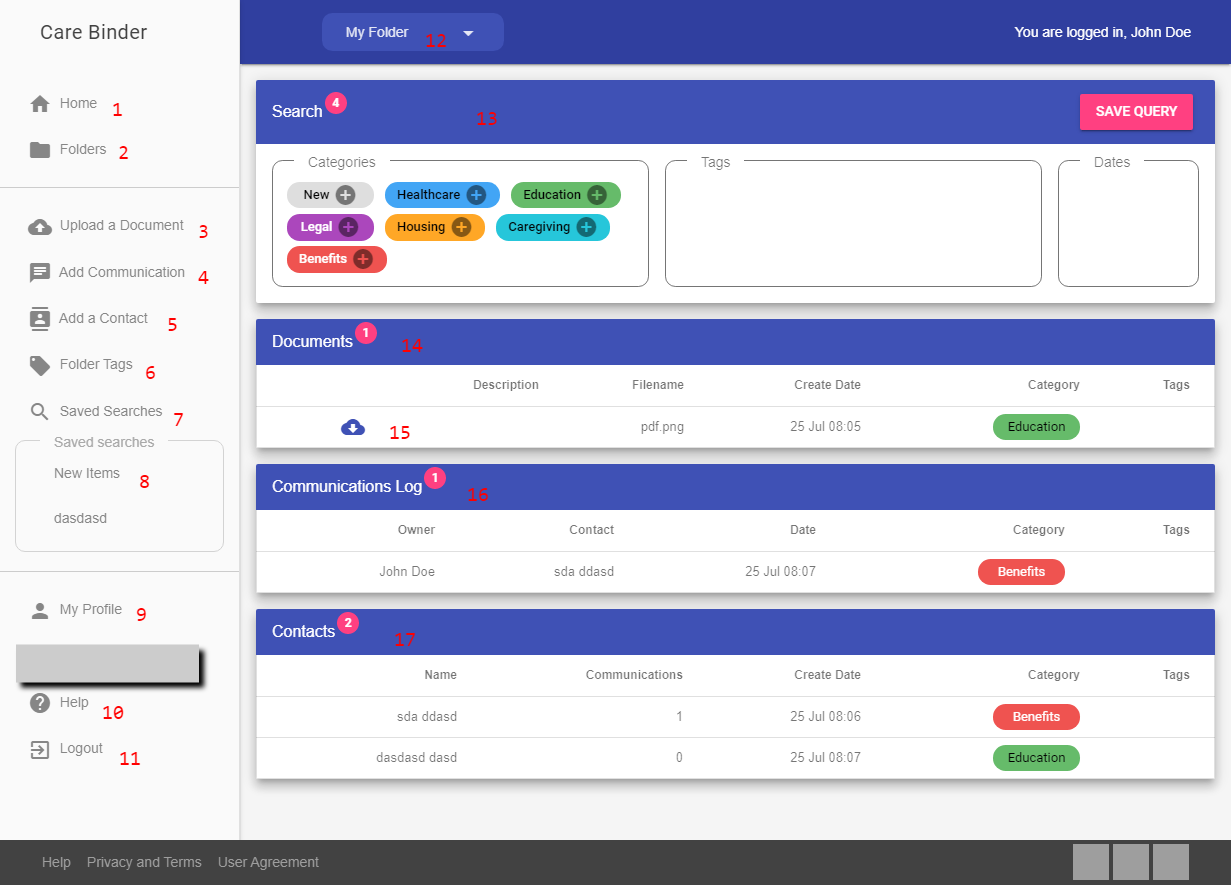 Care Binder
My Folder 12
You are logged in, John Doe
Home 1
Folders 2
Upload a Document 3
Add Communication 4
Add a Contact 5
Folder Tags 6
Saved Searches 7
Saved searches
New Items 8
dasdasd
My Profile 9
Help 10
Logout 11
Search 4 13 SAVE QUERY
Categories Tags Dates
New Healthcare Education
Legal Housing Caregiving
Benefits
Documents 1 14
Description Filename Create Date Category Tags
15 pdf.png 25 Jul 08:05 Education
Communications Log 1 16
Owner Contact Date Category Tags
John Doe sda ddasd 25 Jul 08:07 Benefits
Contacts 2 17
Name Communications Create Date Category Tags
sda ddasd 1 25 Jul 08:06 Benefits
dasdasd dasd 0 25 Jul 08:07 Education
Help Privacy and Terms User Agreement